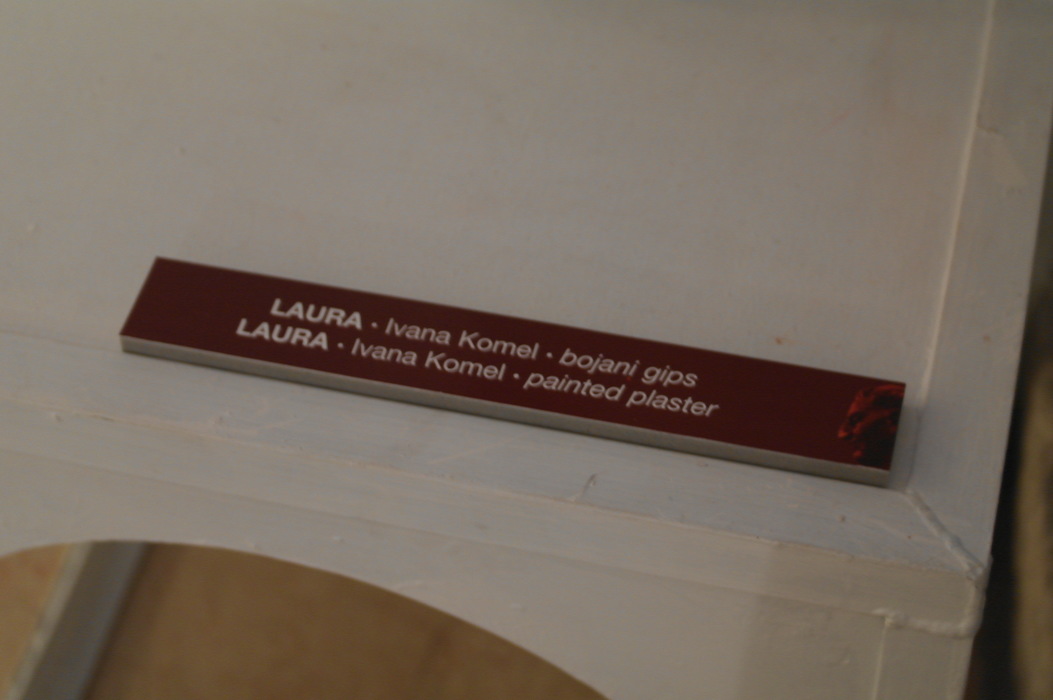 LAURA • Ivana Komel • bojani gips
LAURA • Ivana Komel • painted plaster